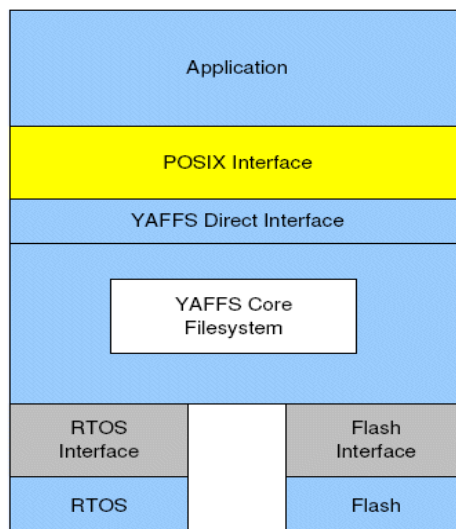 Application
POSIX Interface
YAFFS Direct Interface
YAFFS Core
Filesystem
RTOS
Interface
Flash
Interface
RTOS
Flash